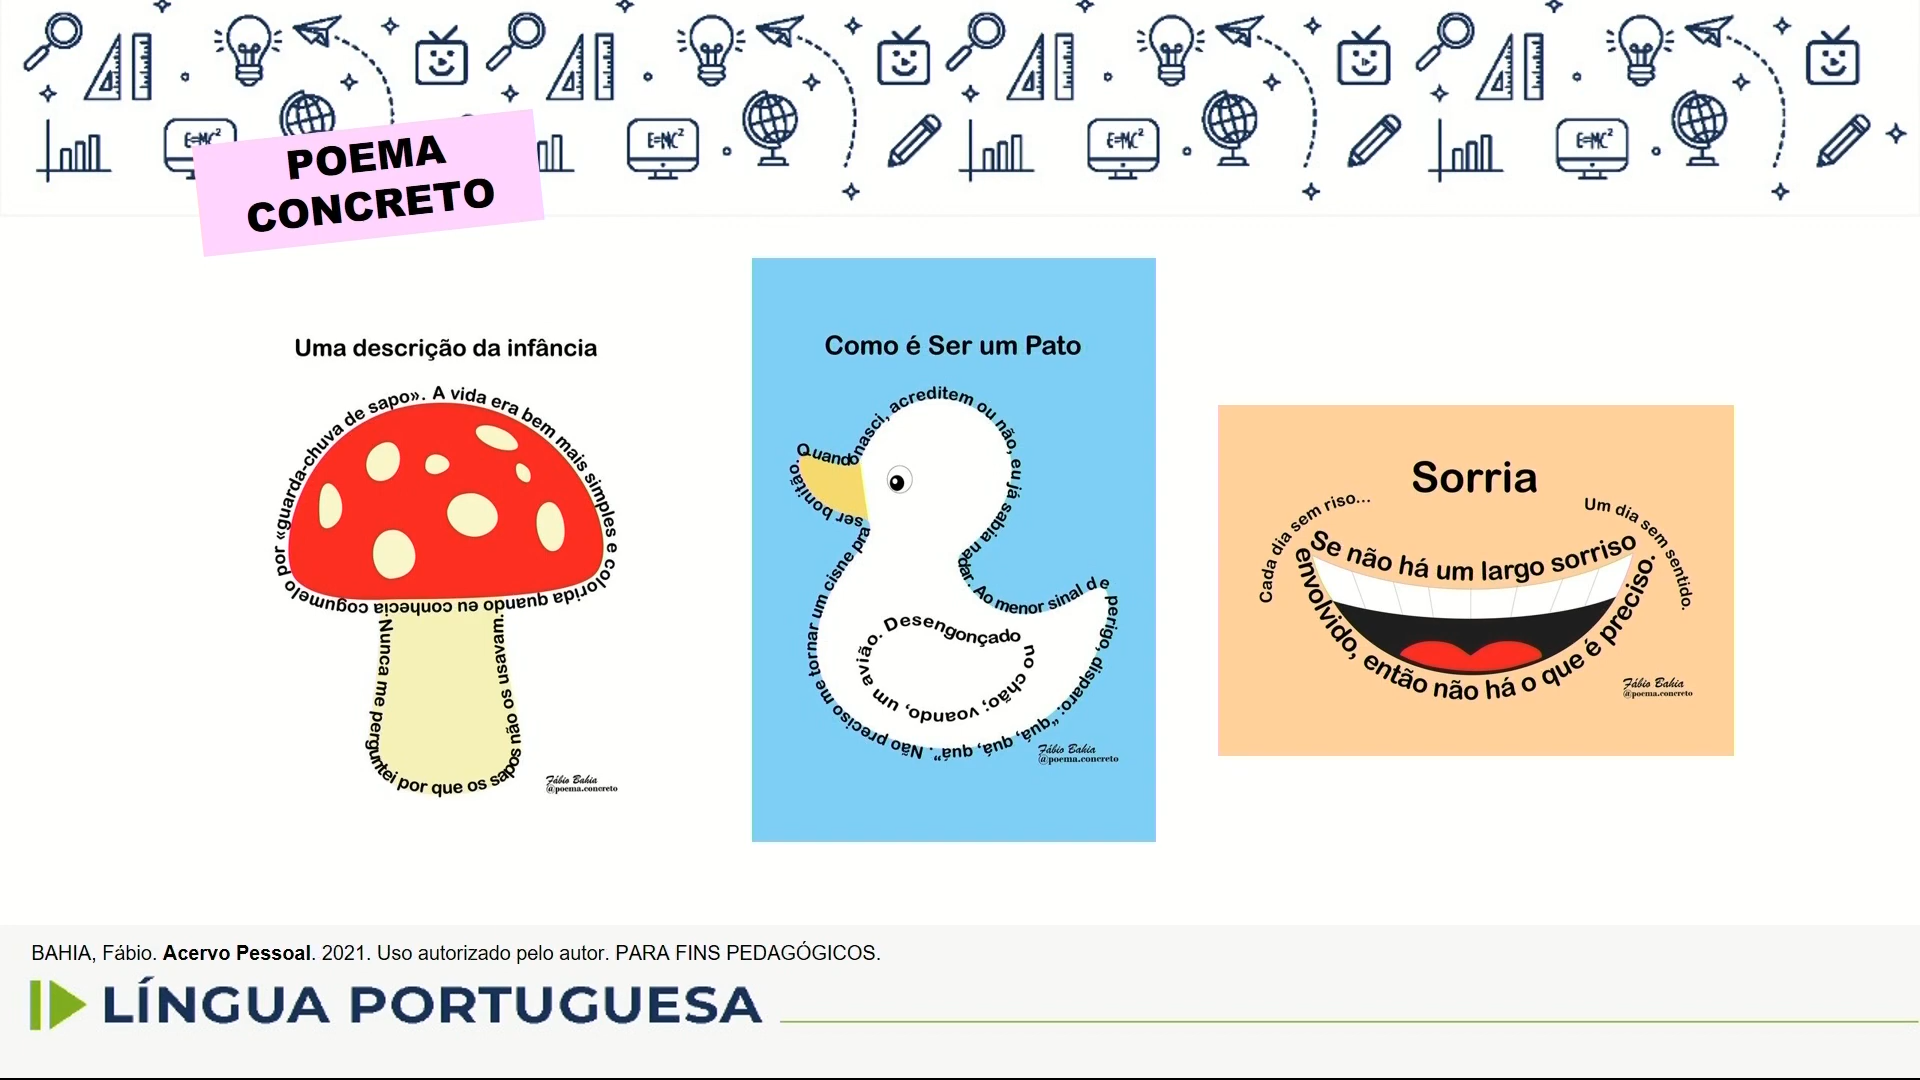 E=MC²
E=MC²
E=MC²
E=MC²
POEMA
CONCRETO
Uma descrição da infância
A vida era bem mais simples e colorida quando eu conhecia cogumelo por «guarda-chuva de sapo».
Nunca me perguntei por que os sapos não os usavam.
Fábio Bahia
@poema.concreto
Como é Ser um Pato
Quando nasci, acreditem ou não, eu já sabia nadar. Ao menor sinal de perigo, disparo: “quá, quá, quá”. Não preciso me tornar um cisne pra ser bonitão.
Desengonçado no chão; voando, um avião.
Fábio Bahia
@poema.concreto
Sorria
Cada dia sem riso...
Um dia sem sentido.
Se não há um largo sorriso
envolvido, então não há o que é preciso.
Fábio Bahia
@poema.concreto
BAHIA, Fábio. Acervo Pessoal. 2021. Uso autorizado pelo autor. PARA FINS PEDAGÓGICOS.
LÍNGUA PORTUGUESA